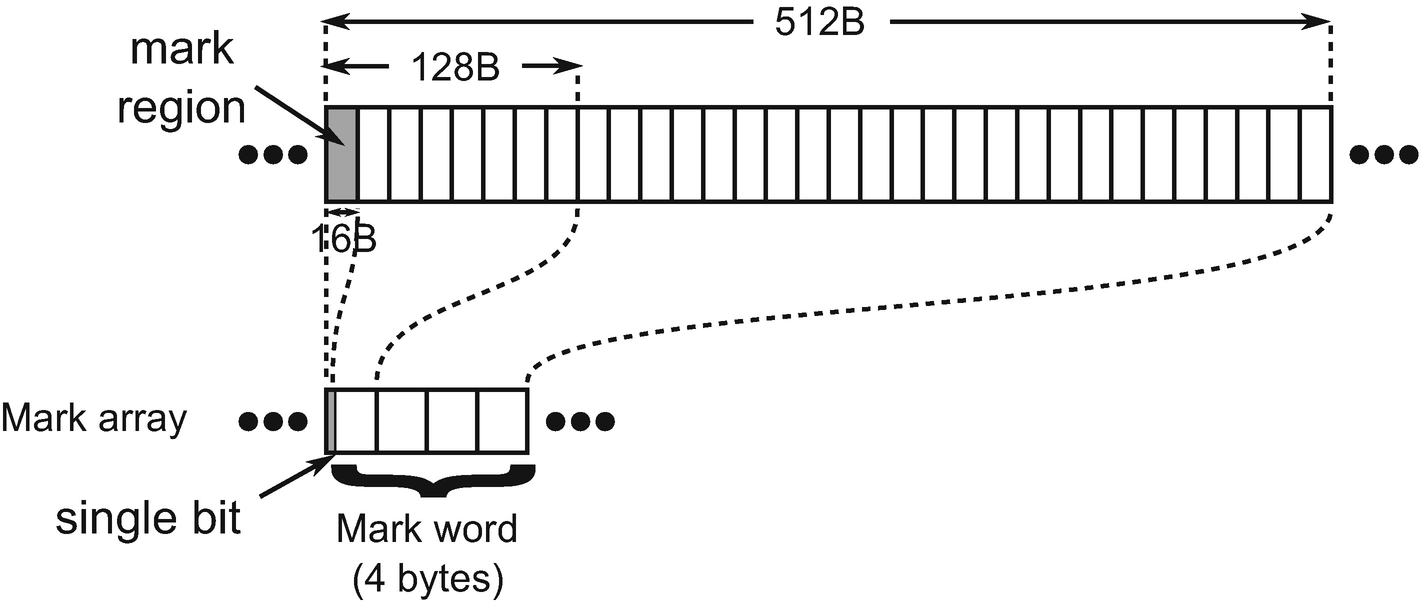 512B
mark
region
128B
16B
Mark array
single bit
Mark word
(4 bytes)